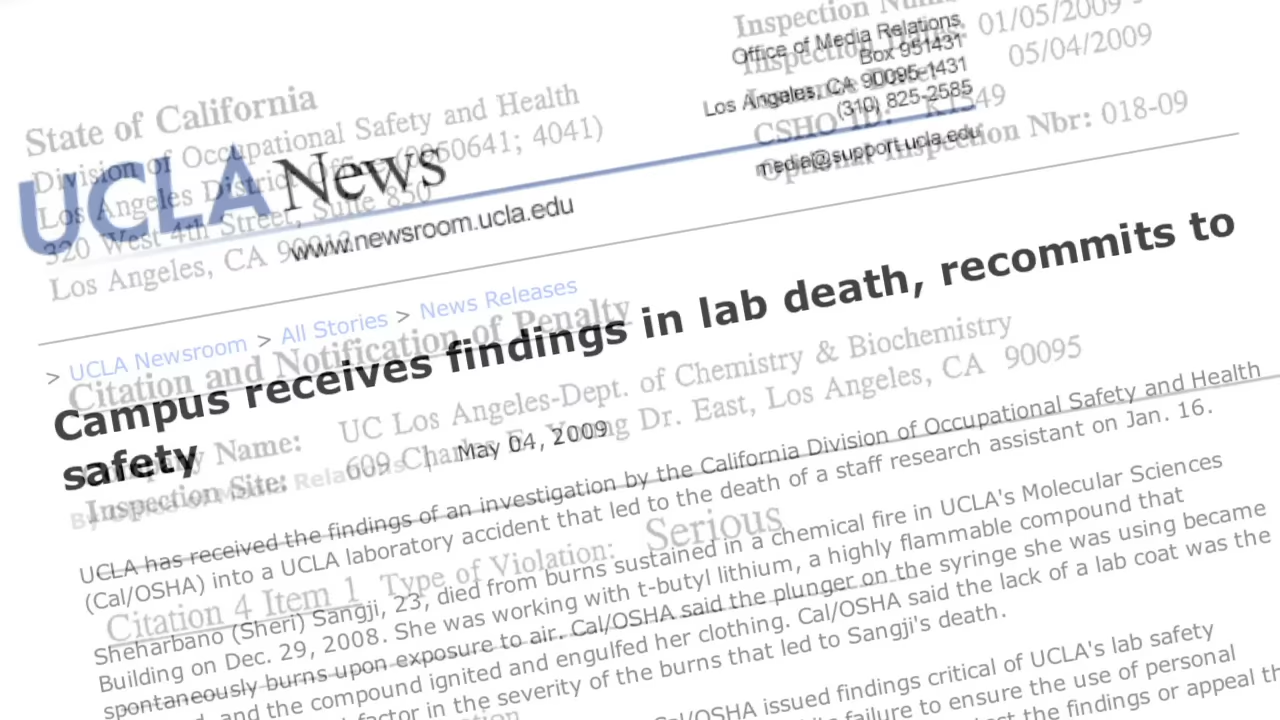 State of California
Division of Occupational Safety and Health
Los Angeles District Office (0950641; 4041)
320 West 4th Street, Suite 850
Los Angeles, CA
Inspection
01/05/2009
05/04/2009
CSHO ID:
Optional Inspection Nbr: 018-09
Citation and Notification of Penalty
Company Name: UC Los Angeles-Dept. of Chemistry & Biochemistry
Inspection Site: 609 Charles E. Young Dr. East, Los Angeles, CA 90095
Citation 4 Item 1 Type of Violation: Serious
UCLA News
www.newsroom.ucla.edu
Office of Media Relations,
Box 951431
Los Angeles, CA 90095-1431
(310) 825-2585
media@support.ucla.edu
> UCLA Newsroom > All Stories > News Releases
Campus receives findings in lab death, recommits to
safety
May 04, 2009
UCLA has received the findings of an investigation by the California Division of Occupational Safety and Health
(Cal/OSHA) into a UCLA laboratory accident that led to the death of a staff research assistant on Jan. 16.
Sheharbano (Sheri) Sangji, 23, died from burns sustained in a chemical fire in UCLA's Molecular Sciences
Building on Dec. 29, 2008. She was working with t-butyl lithium, a highly flammable compound that
spontaneously burns upon exposure to air. Cal/OSHA said the plunger on the syringe she was using became
and the compound ignited and engulfed her clothing. Cal/OSHA said the lack of a lab coat was the
factor in the severity of the burns that led to Sangji's death.
Cal/OSHA issued findings critical of UCLA's lab safety
failure to ensure the use of personal
the findings or appeal